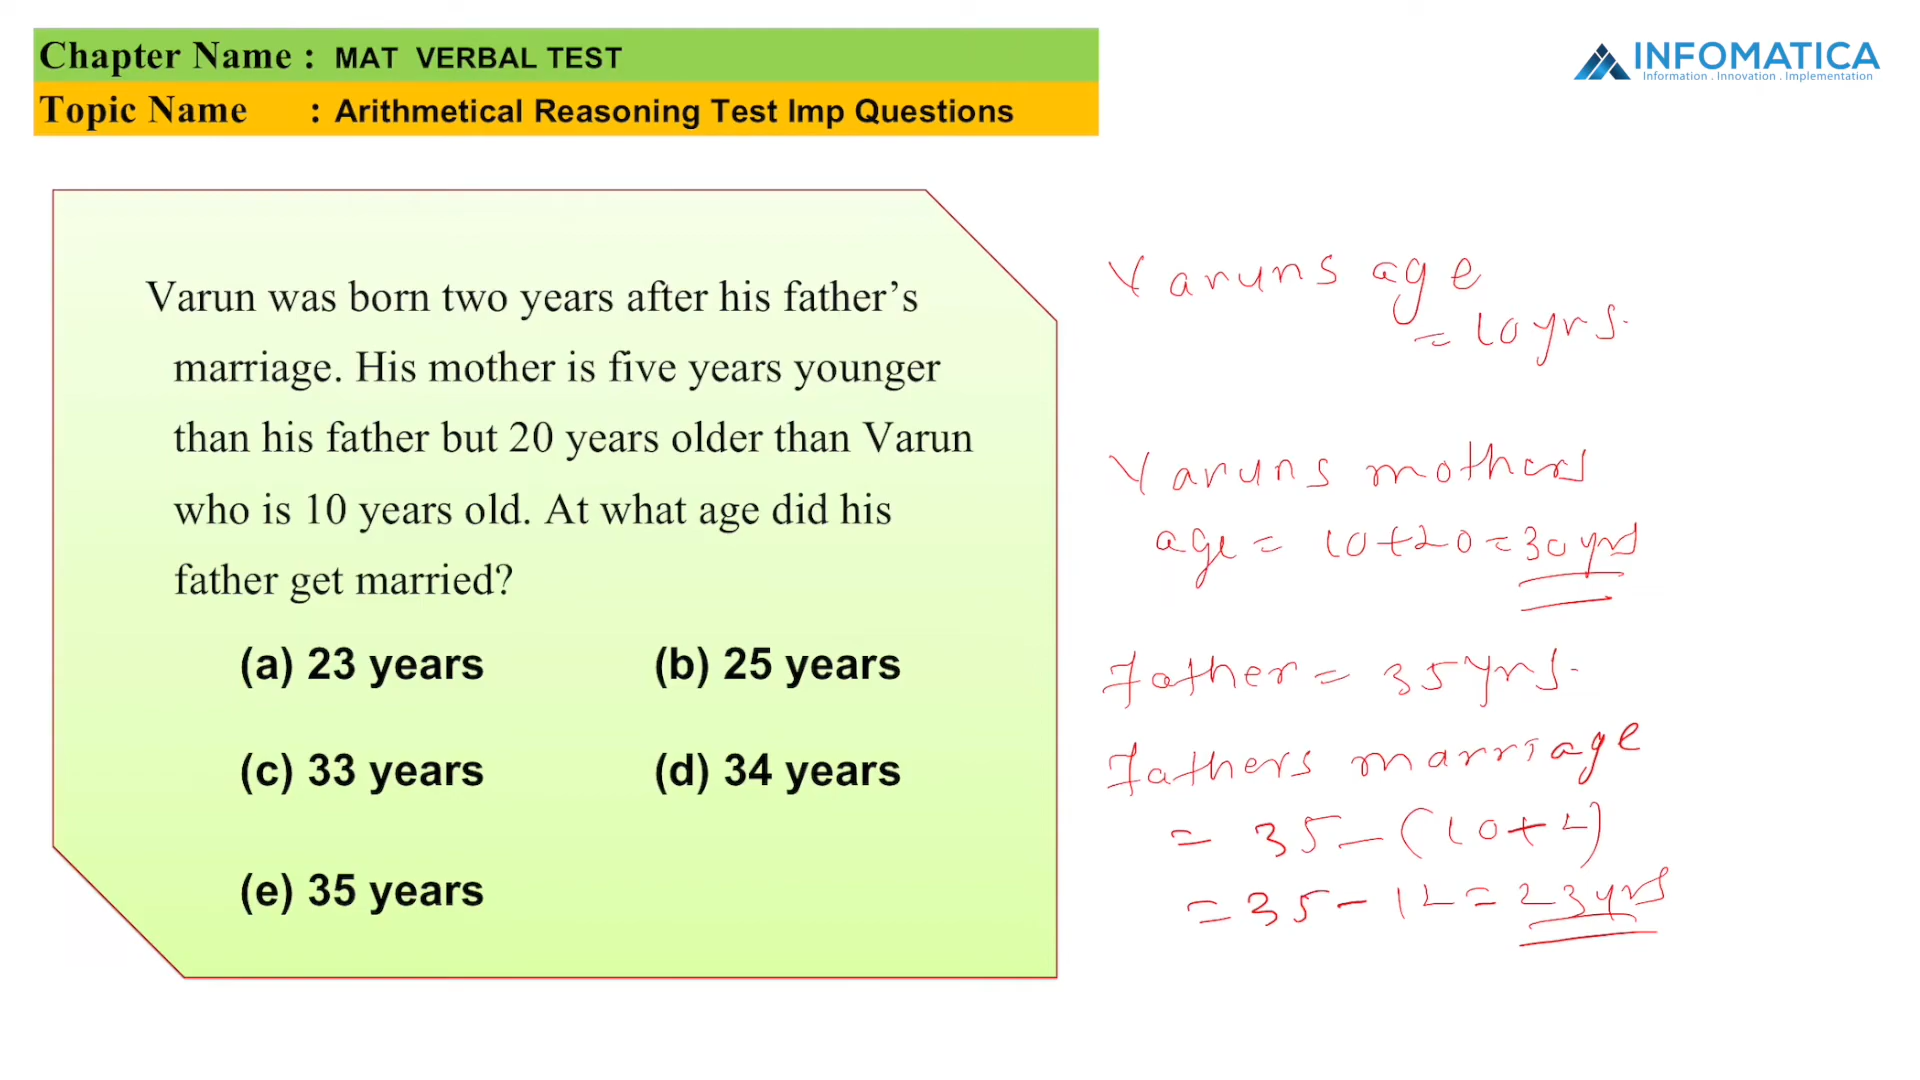 Chapter Name : MAT VERBAL TEST
Topic Name : Arithmetical Reasoning Test Imp Questions
INFOMATICA
Information . Innovation . Implementation
Varun was born two years after his father’s
marriage. His mother is five years younger
than his father but 20 years older than Varun
who is 10 years old. At what age did his
father get married?
(a) 23 years (b) 25 years
(c) 33 years (d) 34 years
(e) 35 years
Varuns age
= 10 yrs.
Varuns mothers
age = 10+20 = 30 yrs
Father = 35 yrs.
Fathers marriage
= 35 - (10+2)
= 35 - 12 = 23 yrs